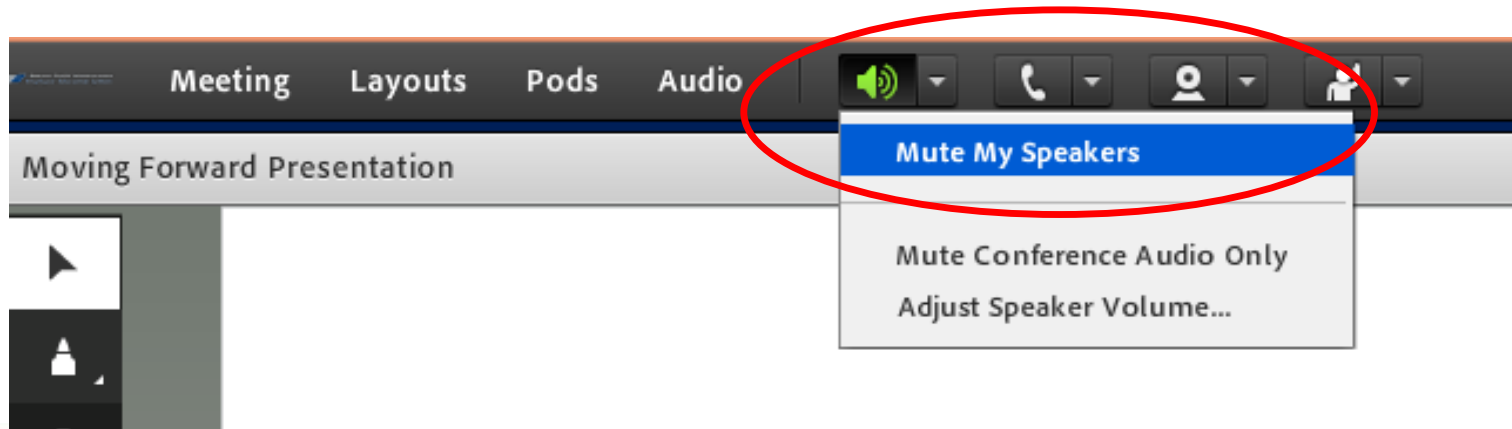 Meeting Layouts Pods Audio
Mute My Speakers
Moving Forward Presentation
Mute Conference Audio Only
Adjust Speaker Volume...